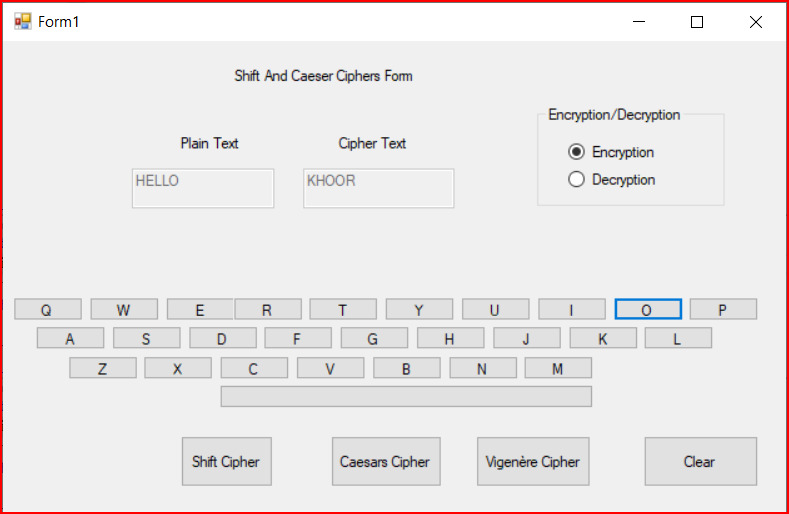 Form1
Shift And Caeser Ciphers Form
Encryption/Decryption
Plain Text Cipher Text
Encryption
HELLO KHOOR
Decryption
Q W E R T Y U I O P
A S D F G H J K L
Z X C V B N M
Shift Cipher Caesars Cipher Vigenère Cipher Clear